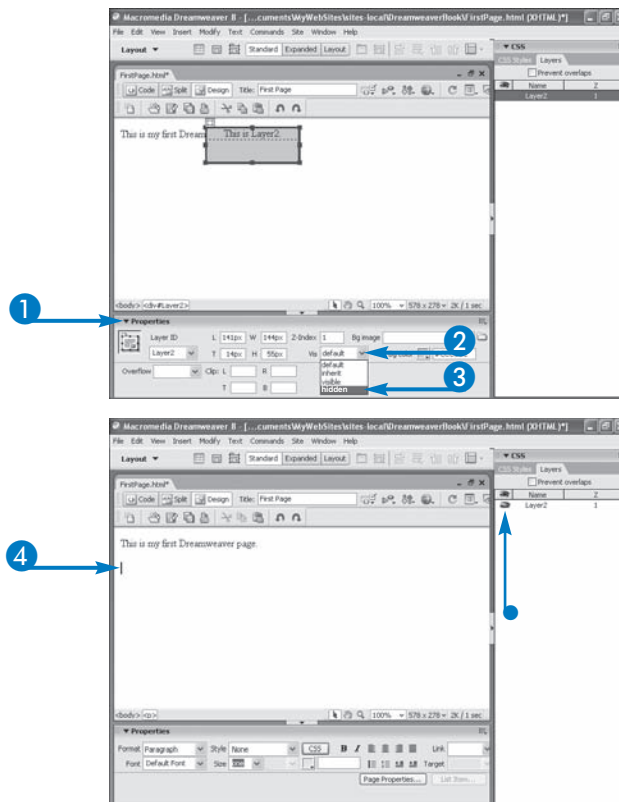 Macromedia Dreamweaver 8 - [...cuments\MyWebSites\sites-local\DreamweaverBook\FirstPage.html (XHTML)*]
File Edit View Insert Modify Text Commands Site Window Help
Layout Standard Expanded Layout
CSS
CSS Styles Layers
Prevent overlaps
Name Z
Layer2 1
FirstPage.html*
Code Split Design Title: First Page
This is my first Dream
This is Layer2.
<body> <div#Layer2>
100% 578 x 278 2K / 1 sec
1
Properties
Layer ID L 141px W 144px Z-Index 1 Bg image
2
Layer2 T 14px H 55px Vis default
Overflow Clip: L R
T B
default
inherit
visible
hidden
3
Macromedia Dreamweaver 8 - [...cuments\MyWebSites\sites-local\DreamweaverBook\FirstPage.html (XHTML)*]
File Edit View Insert Modify Text Commands Site Window Help
Layout Standard Expanded Layout
CSS
CSS Styles Layers
Prevent overlaps
Name Z
Layer2 1
FirstPage.html*
Code Split Design Title: First Page
This is my first Dreamweaver page.
4
<body> <p>
100% 578 x 278 2K / 1 sec
Properties
Format Paragraph Style None CSS B I Link
Font Default Font Size None Target
Page Properties... List Item...